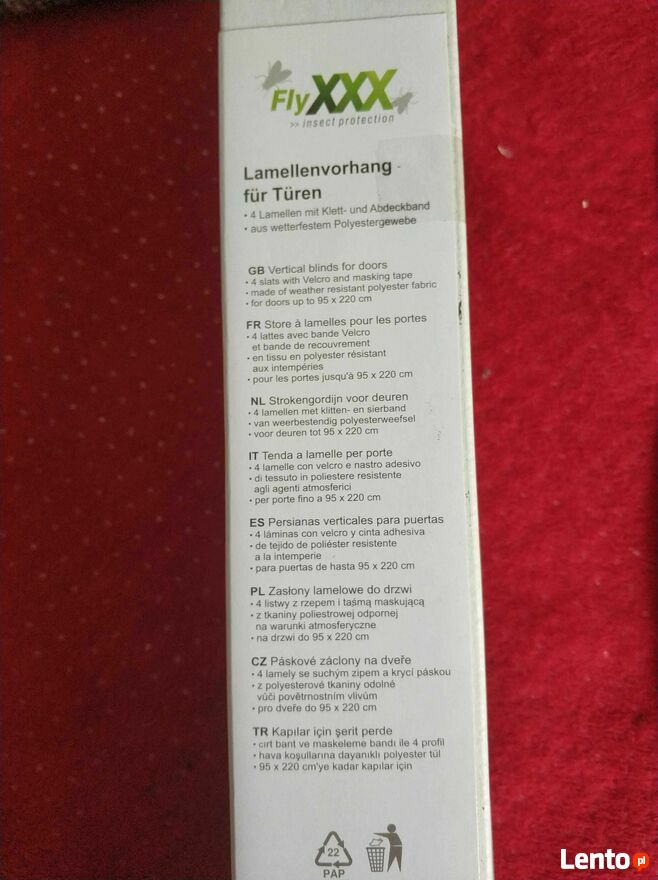 FlyXXX
>> insect protection
Lamellenvorhang
für Türen
• 4 Lamellen mit Klett- und Abdeckband
• aus wetterfestem Polyestergewebe
GB Vertical blinds for doors
• 4 slats with Velcro and masking tape
• made of weather resistant polyester fabric
• for doors up to 95 x 220 cm
FR Store à lamelles pour les portes
• 4 lattes avec bande Velcro
et bande de recouvrement
• en tissu en polyester résistant
aux intempéries
• pour les portes jusqu'à 95 x 220 cm
NL Strokengordijn voor deuren
• 4 lamellen met klitten- en sierband
• van weerbestendig polyesterweefsel
• voor deuren tot 95 x 220 cm
IT Tenda a lamelle per porte
• 4 lamelle con velcro e nastro adesivo
• di tessuto in poliestere resistente
agli agenti atmosferici
• per porte fino a 95 x 220 cm
ES Persianas verticales para puertas
• 4 láminas con velcro y cinta adhesiva
• de tejido de poliéster resistente
a la intemperie
• para puertas de hasta 95 x 220 cm
PL Zasłony lamelowe do drzwi
• 4 listwy z rzepem i taśmą maskującą
• z tkaniny poliestrowej odpornej
na warunki atmosferyczne
• na drzwi do 95 x 220 cm
CZ Páskové záclony na dveře
• 4 lamely se suchým zipem a krycí páskou
• z polyesterové tkaniny odolné
vůči povětrnostním vlivům
• pro dveře do 95 x 220 cm
TR Kapılar için şerit perde
• cırt bant ve maskeleme bandı ile 4 profil
• hava koşullarına dayanıklı polyester tül
• 95 x 220 cm'ye kadar kapılar için
22
PAP
Lento.pl